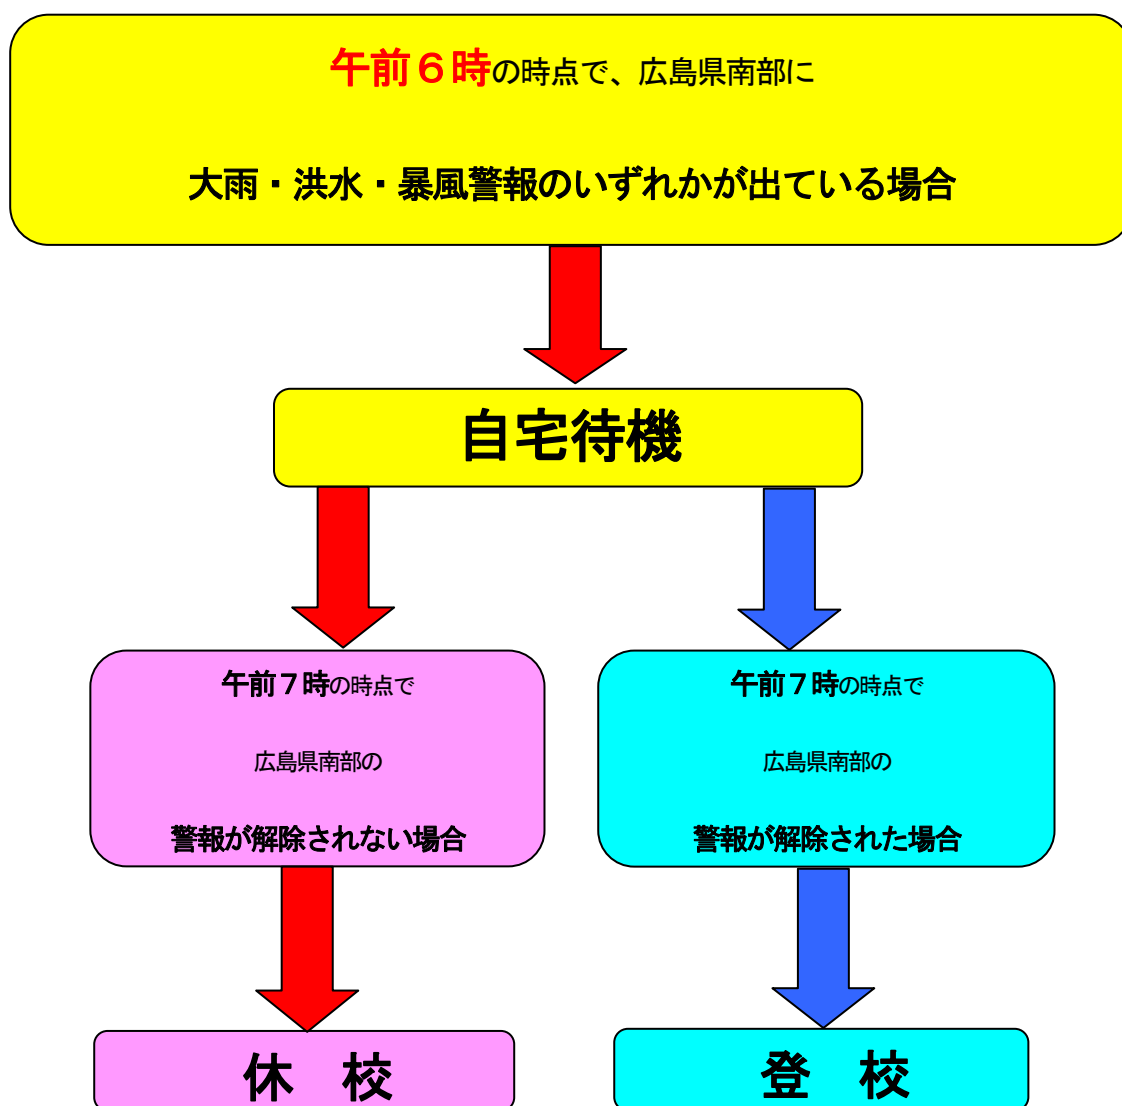 午前６時の時点で、広島県南部に
大雨・洪水・暴風警報のいずれかが出ている場合
自宅待機
午前７時の時点で
広島県南部の
警報が解除されない場合
午前７時の時点で
広島県南部の
警報が解除された場合
休　校
登　校